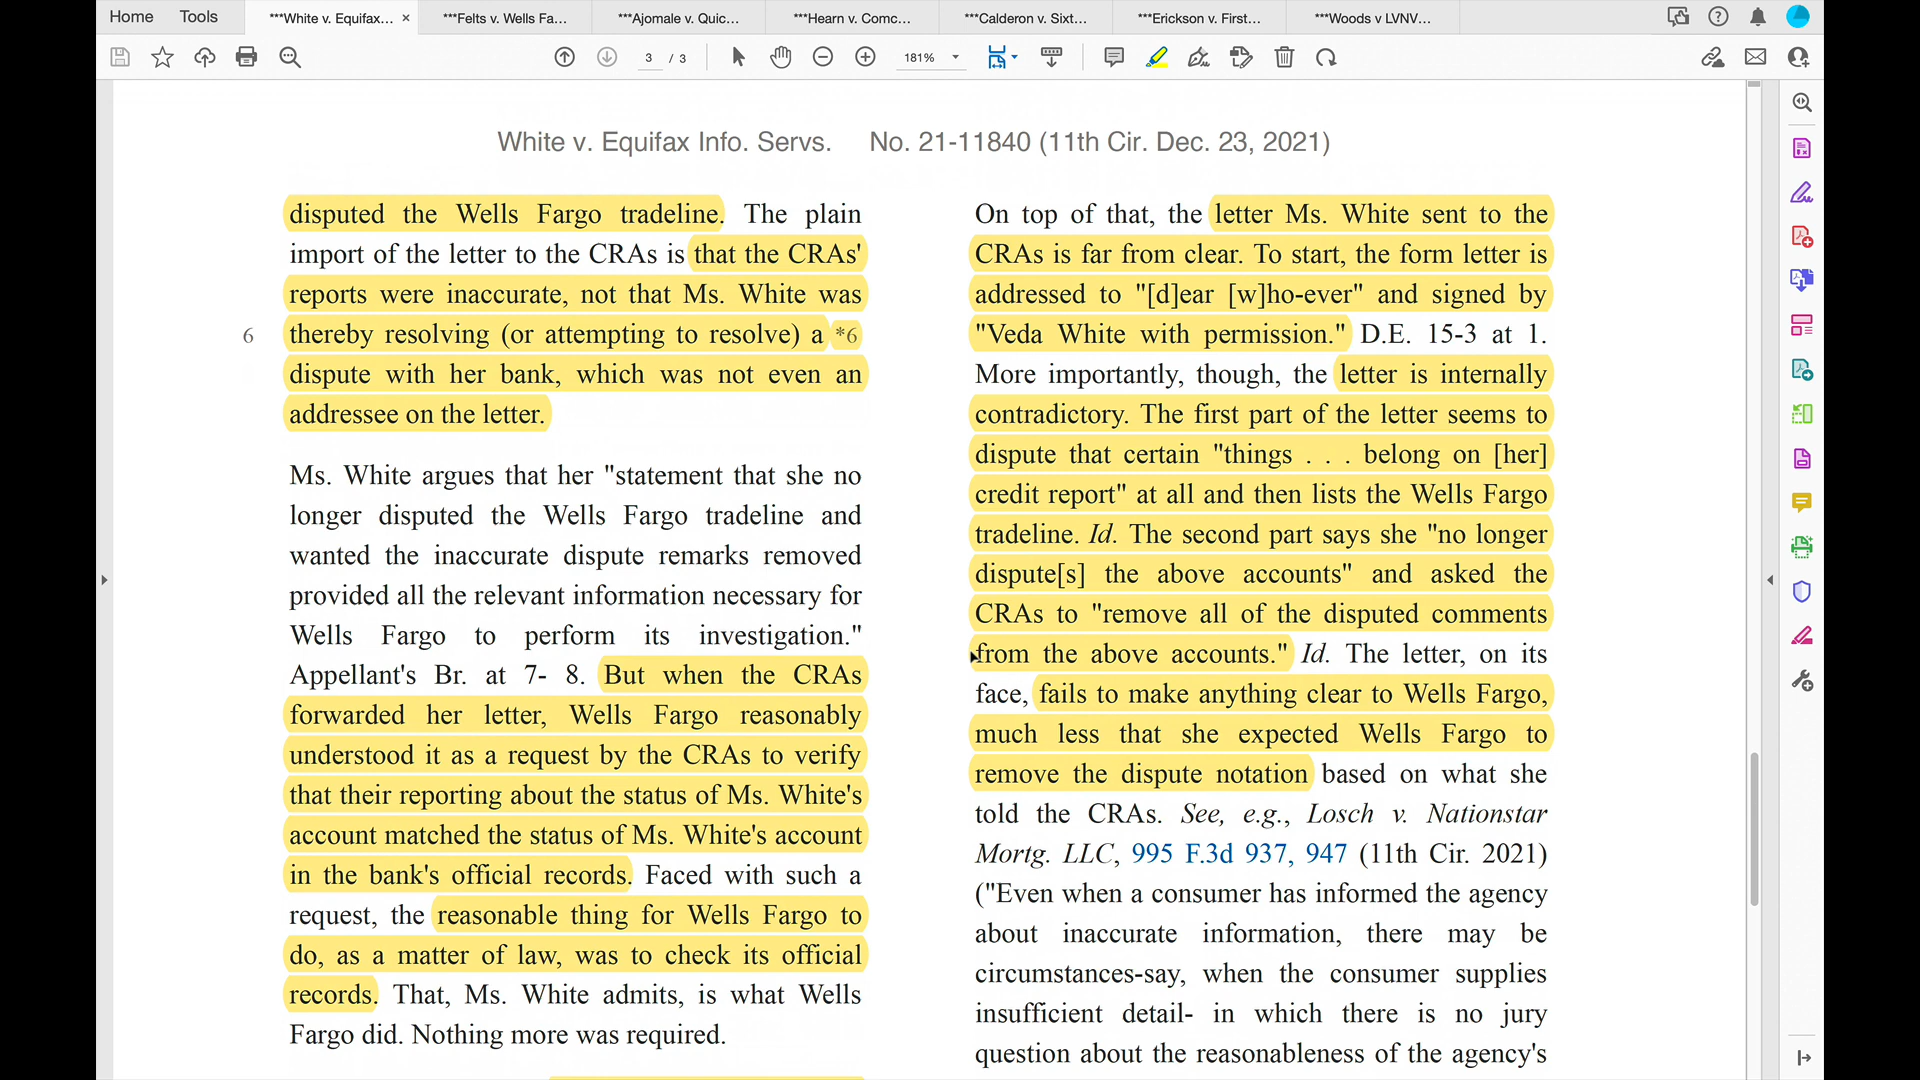 Home
Tools
***White v. Equifax...
***Felts v. Wells Fa...
***Ajomale v. Quic...
***Hearn v. Comc...
***Calderon v. Sixt...
***Erickson v. First...
***Woods v LVNV...
3 / 3
181%
White v. Equifax Info. Servs. No. 21-11840 (11th Cir. Dec. 23, 2021)
disputed the Wells Fargo tradeline. The plain
import of the letter to the CRAs is that the CRAs'
reports were inaccurate, not that Ms. White was
6 thereby resolving (or attempting to resolve) a *6
dispute with her bank, which was not even an
addressee on the letter.
Ms. White argues that her "statement that she no
longer disputed the Wells Fargo tradeline and
wanted the inaccurate dispute remarks removed
provided all the relevant information necessary for
Wells Fargo to perform its investigation."
Appellant's Br. at 7- 8. But when the CRAs
forwarded her letter, Wells Fargo reasonably
understood it as a request by the CRAs to verify
that their reporting about the status of Ms. White's
account matched the status of Ms. White's account
in the bank's official records. Faced with such a
request, the reasonable thing for Wells Fargo to
do, as a matter of law, was to check its official
records. That, Ms. White admits, is what Wells
Fargo did. Nothing more was required.
On top of that, the letter Ms. White sent to the
CRAs is far from clear. To start, the form letter is
addressed to "[d]ear [w]ho-ever" and signed by
"Veda White with permission." D.E. 15-3 at 1.
More importantly, though, the letter is internally
contradictory. The first part of the letter seems to
dispute that certain "things . . . belong on [her]
credit report" at all and then lists the Wells Fargo
tradeline. Id. The second part says she "no longer
dispute[s] the above accounts" and asked the
CRAs to "remove all of the disputed comments
from the above accounts." Id. The letter, on its
face, fails to make anything clear to Wells Fargo,
much less that she expected Wells Fargo to
remove the dispute notation based on what she
told the CRAs. See, e.g., Losch v. Nationstar
Mortg. LLC, 995 F.3d 937, 947 (11th Cir. 2021)
("Even when a consumer has informed the agency
about inaccurate information, there may be
circumstances-say, when the consumer supplies
insufficient detail- in which there is no jury
question about the reasonableness of the agency's